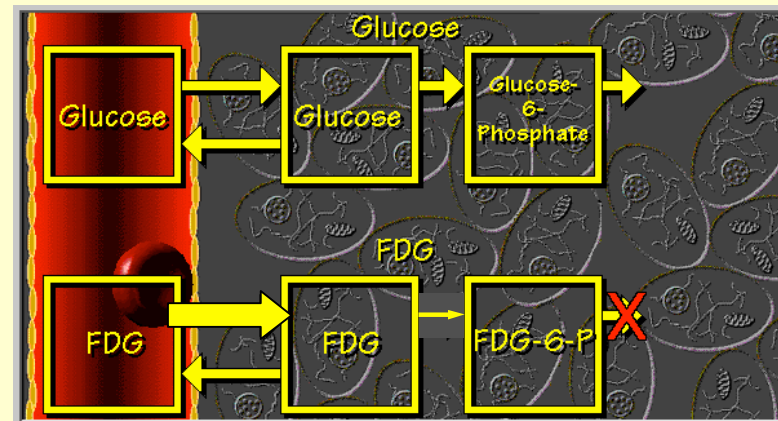 Glucose
Glucose
Glucose
Glucose-
6-
Phosphate
FDG
FDG
FDG
FDG-6-P
X